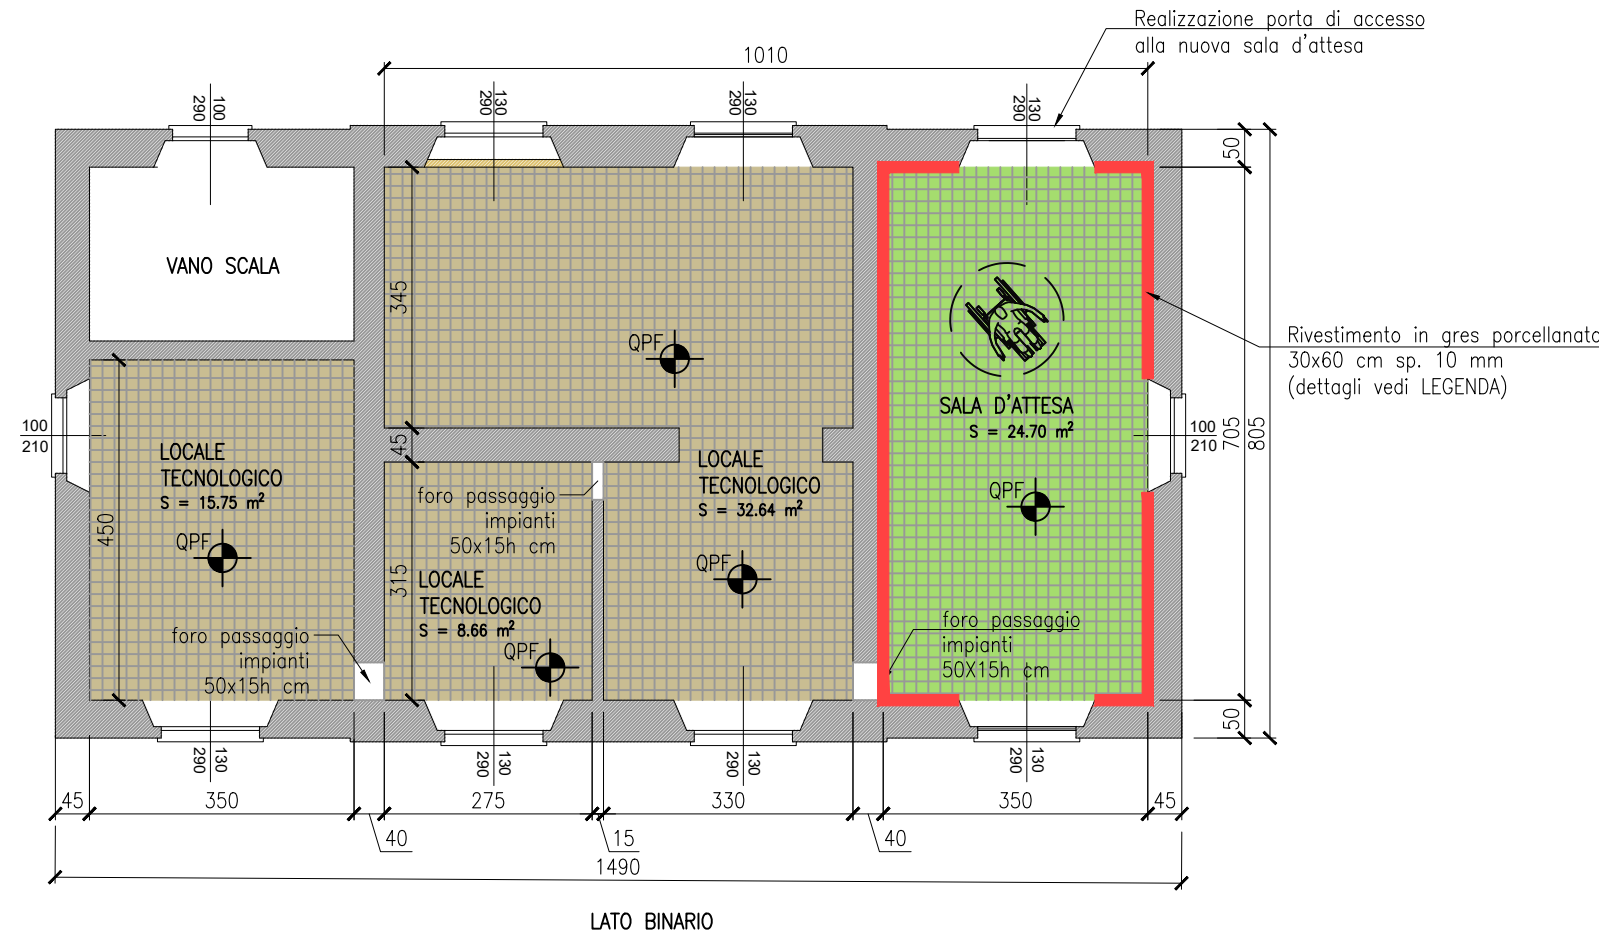 Realizzazione porta di accesso
alla nuova sala d'attesa
1010
100
290
130
290
130
290
130
290
50
VANO SCALA
345
QPF
Rivestimento in gres porcellanato
30x60 cm sp. 10 mm
(dettagli vedi LEGENDA)
SALA D'ATTESA
S = 24.70 m²
100
210
100
210
705
805
45
LOCALE
TECNOLOGICO
S = 15.75 m²
LOCALE
TECNOLOGICO
S = 32.64 m²
foro passaggio
impianti
50x15h cm
QPF
450
QPF
QPF
315
LOCALE
TECNOLOGICO
S = 8.66 m²
QPF
foro passaggio
impianti
50x15h cm
foro passaggio
impianti
50X15h cm
50
130
290
130
290
130
290
130
290
45
350
275
330
350
45
40
15
40
1490
LATO BINARIO